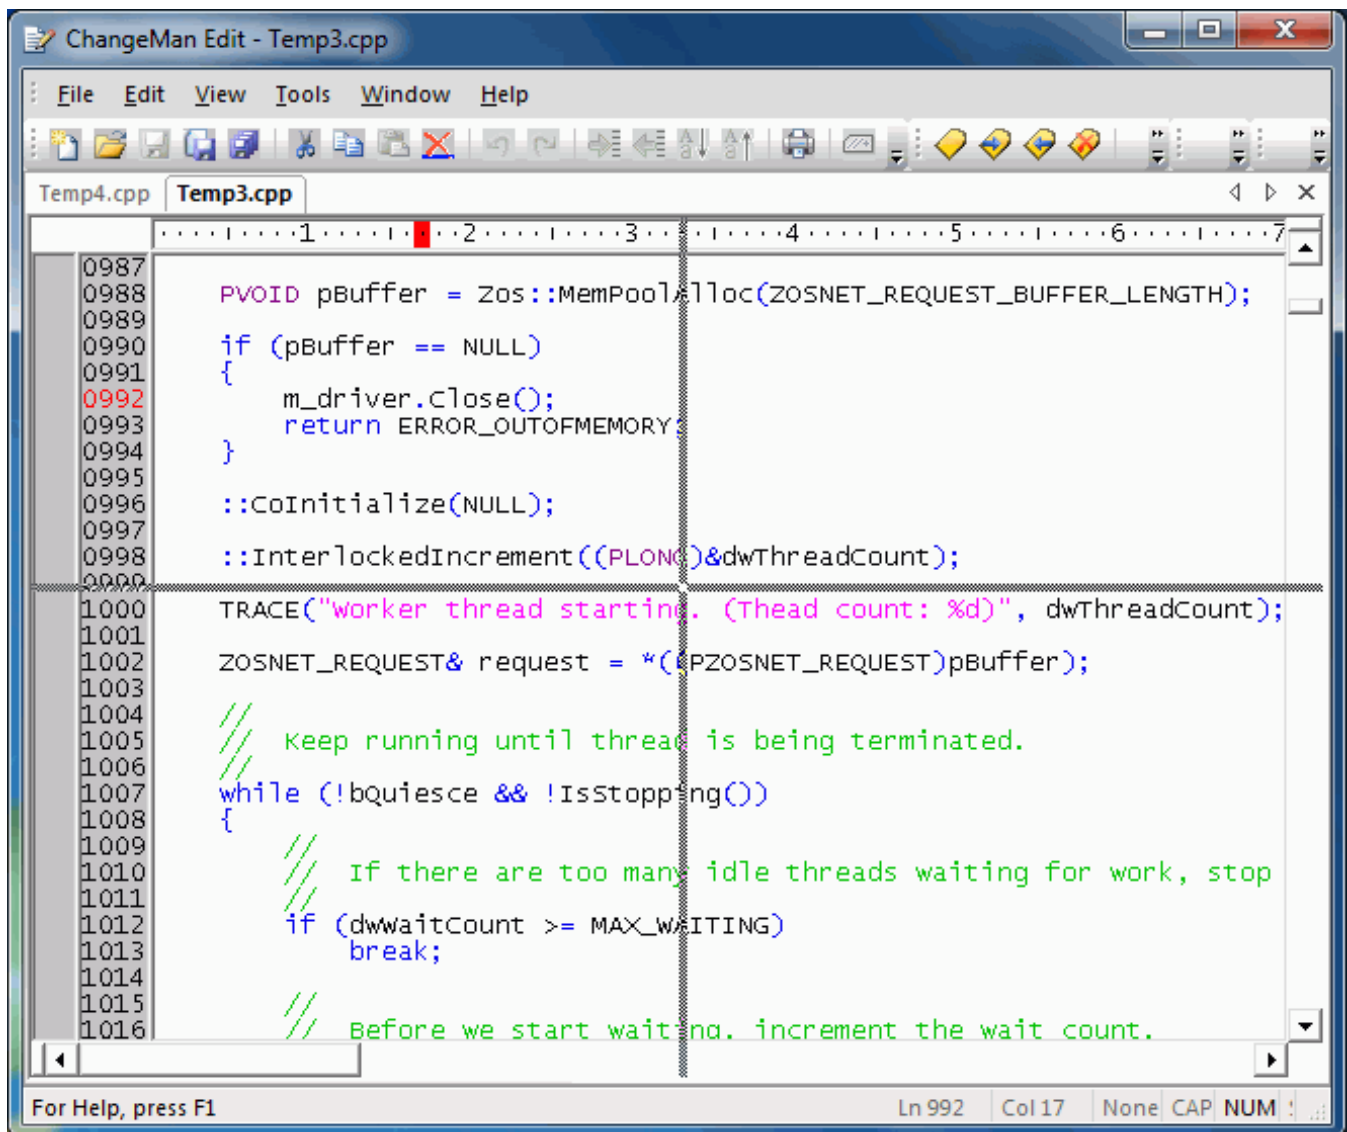 ChangeMan Edit - Temp3.cpp
File Edit View Tools Window Help
Temp4.cpp Temp3.cpp
1 2 3 4 5 6 7
0987
0988 PVOID pBuffer = Zos::MemPoolAlloc(ZOSNET_REQUEST_BUFFER_LENGTH);
0989
0990 if (pBuffer == NULL)
0991 {
0992 m_driver.Close();
0993 return ERROR_OUTOFMEMORY;
0994 }
0995
0996 ::CoInitialize(NULL);
0997
0998 ::InterlockedIncrement((PLONG)&dwThreadCount);
0999
1000 TRACE("Worker thread starting. (Thead count: %d)", dwThreadCount);
1001
1002 ZOSNET_REQUEST& request = *((PZOSNET_REQUEST)pBuffer);
1003
1004 //
1005 // Keep running until thread is being terminated.
1006 //
1007 while (!bQuiesce && !IsStopping())
1008 {
1009 //
1010 // If there are too many idle threads waiting for work, stop
1011 //
1012 if (dwWaitCount >= MAX_WAITING)
1013 break;
1014
1015 //
1016 // Before we start waiting, increment the wait count.
For Help, press F1 Ln 992 Col 17 None CAP NUM